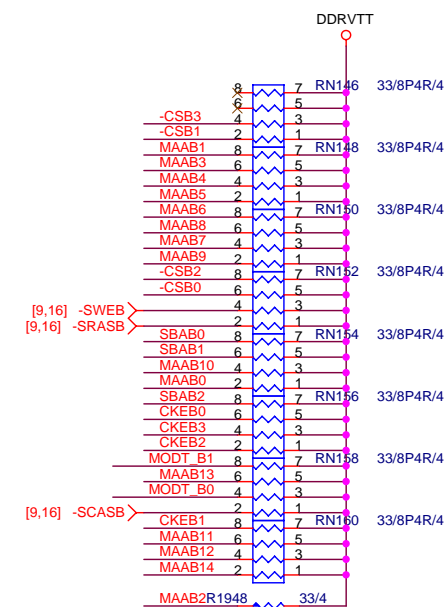 DDRVTT
8 7 RN146 33/8P4R/4
6 5
-CSB3 4 3
-CSB1 2 1
MAAB1 8 7 RN148 33/8P4R/4
MAAB3 6 5
MAAB4 4 3
MAAB5 2 1
MAAB6 8 7 RN150 33/8P4R/4
MAAB8 6 5
MAAB7 4 3
MAAB9 2 1
-CSB2 8 7 RN152 33/8P4R/4
-CSB0 6 5
[9,16] -SWEB 4 3
[9,16] -SRASB 2 1
SBAB0 8 7 RN154 33/8P4R/4
SBAB1 6 5
MAAB10 4 3
MAAB0 2 1
SBAB2 8 7 RN156 33/8P4R/4
CKEB0 6 5
CKEB3 4 3
CKEB2 2 1
MODT_B1 8 7 RN158 33/8P4R/4
MAAB13 6 5
MODT_B0 4 3
[9,16] -SCASB 2 1
CKEB1 8 7 RN160 33/8P4R/4
MAAB11 6 5
MAAB12 4 3
MAAB14 2 1
MAAB2 R1948 33/4